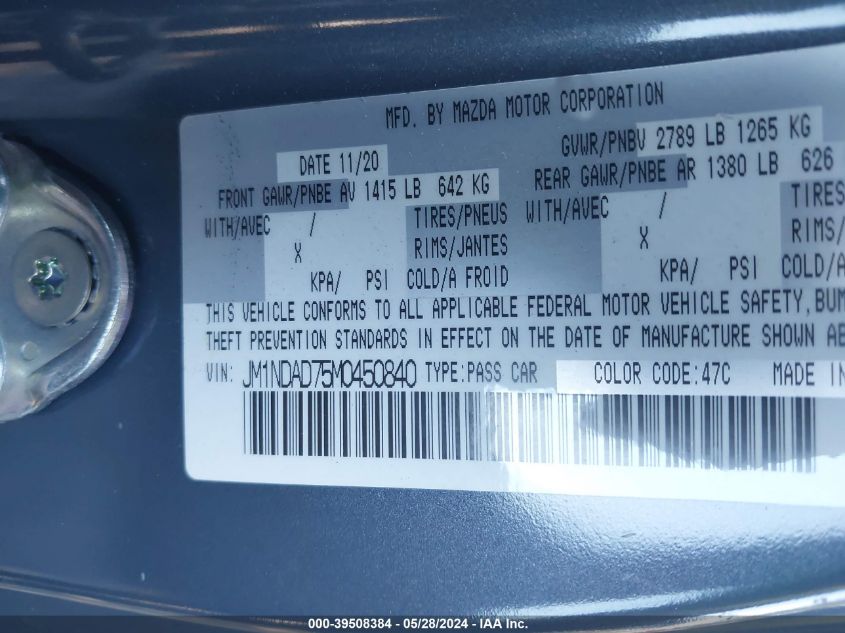 MFD. BY MAZDA MOTOR CORPORATION
DATE 11/20 GVWR/PNBV 2789 LB 1265 KG
FRONT GAWR/PNBE AV 1415 LB 642 KG REAR GAWR/PNBE AR 1380 LB 626
WITH/AVEC / TIRES/PNEUS WITH/AVEC / TIRES
X RIMS/JANTES X RIMS/
KPA/ PSI COLD/A FROID KPA/ PSI COLD/A
THIS VEHICLE CONFORMS TO ALL APPLICABLE FEDERAL MOTOR VEHICLE SAFETY, BUM
THEFT PREVENTION STANDARDS IN EFFECT ON THE DATE OF MANUFACTURE SHOWN AB
VIN: JM1NDAD75M0450840 TYPE:PASS CAR COLOR CODE:47C MADE IN
000-39508384 - 05/28/2024 - IAAI.COM